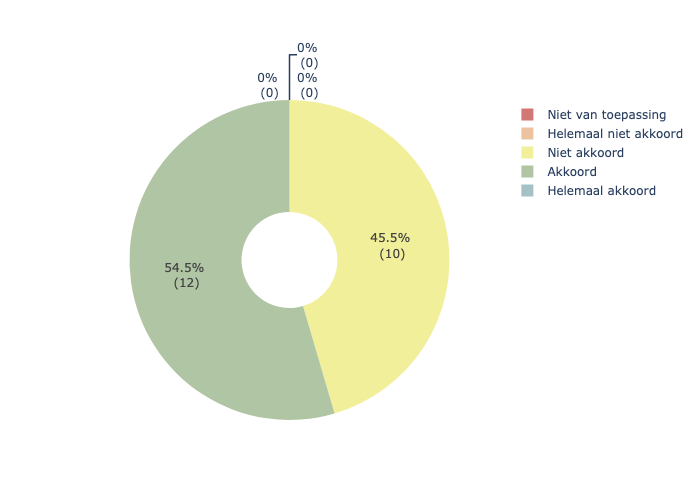 0%
(0)
0%
(0)
0%
(0)
45.5%
(10)
54.5%
(12)
Niet van toepassing
Helemaal niet akkoord
Niet akkoord
Akkoord
Helemaal akkoord